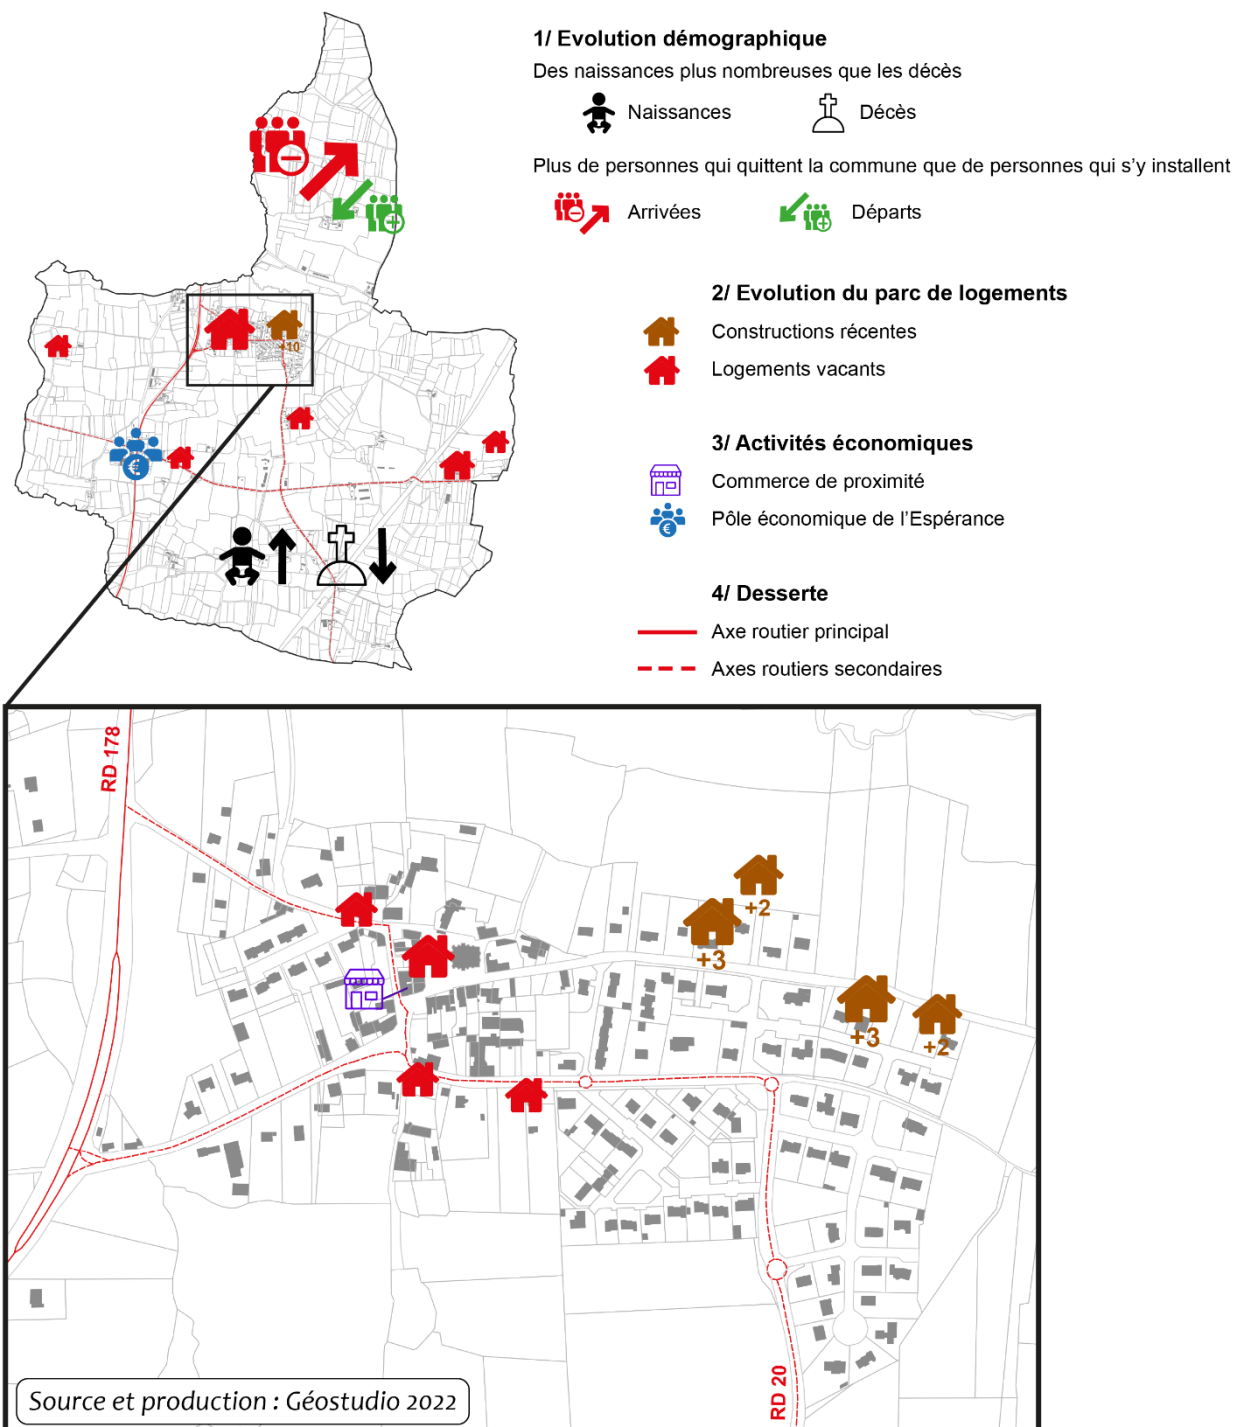 1/ Evolution démographique
Des naissances plus nombreuses que les décès
Naissances
Décès
Plus de personnes qui quittent la commune que de personnes qui s'y installent
Arrivées
Départs
2/ Evolution du parc de logements
Constructions récentes
Logements vacants
3/ Activités économiques
Commerce de proximité
€
Pôle économique de l'Espérance
4/ Desserte
Axe routier principal
Axes routiers secondaires
+10
€
RD 178
+2
+3
+3
+2
RD 20
Source et production : Géostudio 2022